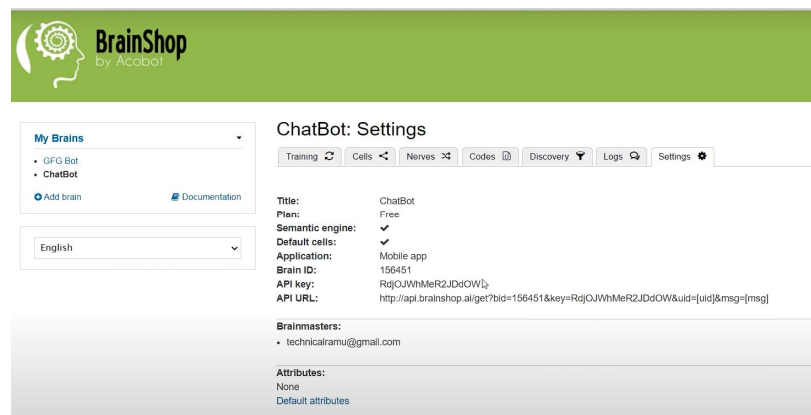 BrainShop
by Acobot
My Brains
GFG Bot
ChatBot
Add brain
Documentation
English
ChatBot: Settings
Training
Cells
Nerves
Codes
Discovery
Logs
Settings
Title: ChatBot
Plan: Free
Semantic engine: ✔
Default cells: ✔
Application: Mobile app
Brain ID: 156451
API key: RdjOJWhMeR2JDdOW
API URL: http://api.brainshop.ai/get?bid=156451&key=RdjOJWhMeR2JDdOW&uid=[uid]&msg=[msg]
Brainmasters:
technicalramu@gmail.com
Attributes:
None
Default attributes